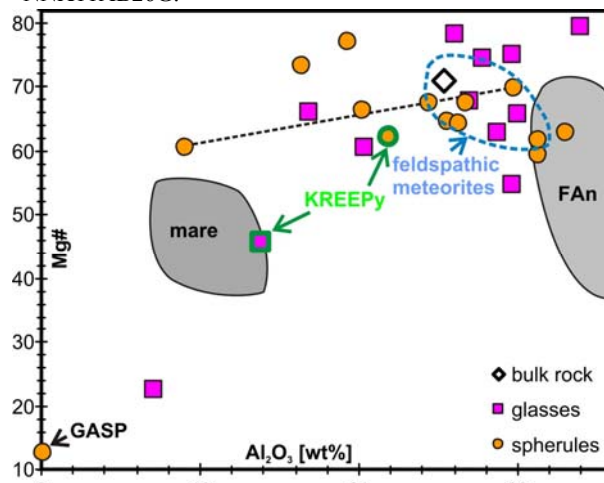 80
70
60
50
40
30
20
10
Mg#
feldspathic
meteorites
KREEPy
mare
FAn
GASP
Al₂O₃ [wt%]
bulk rock
glasses
spherules